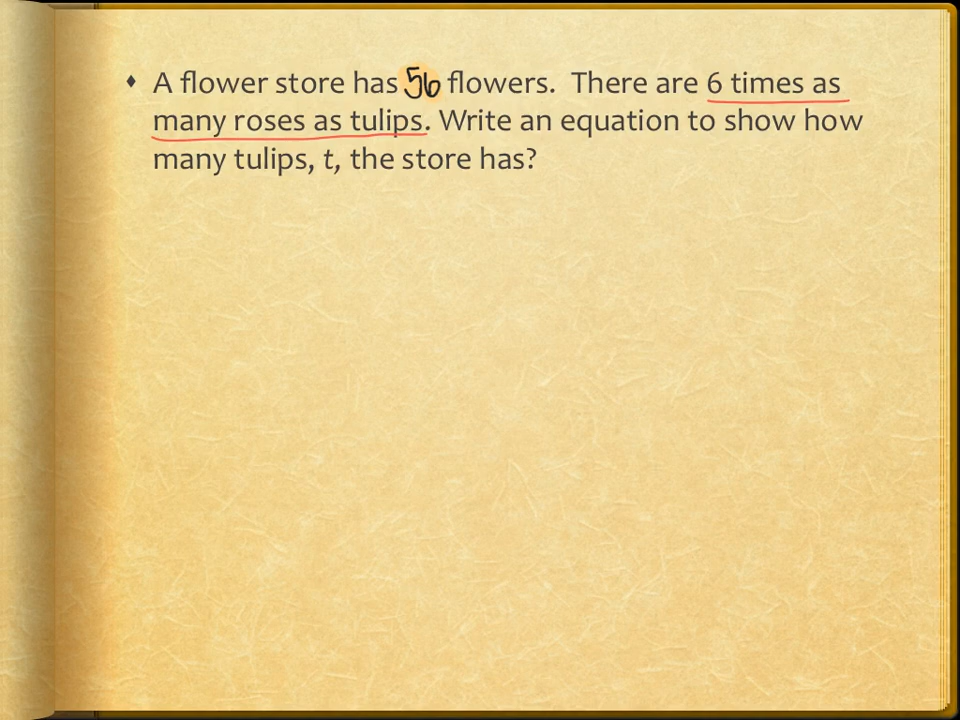 A flower store has 56 flowers. There are 6 times as
many roses as tulips. Write an equation to show how
many tulips, t, the store has?